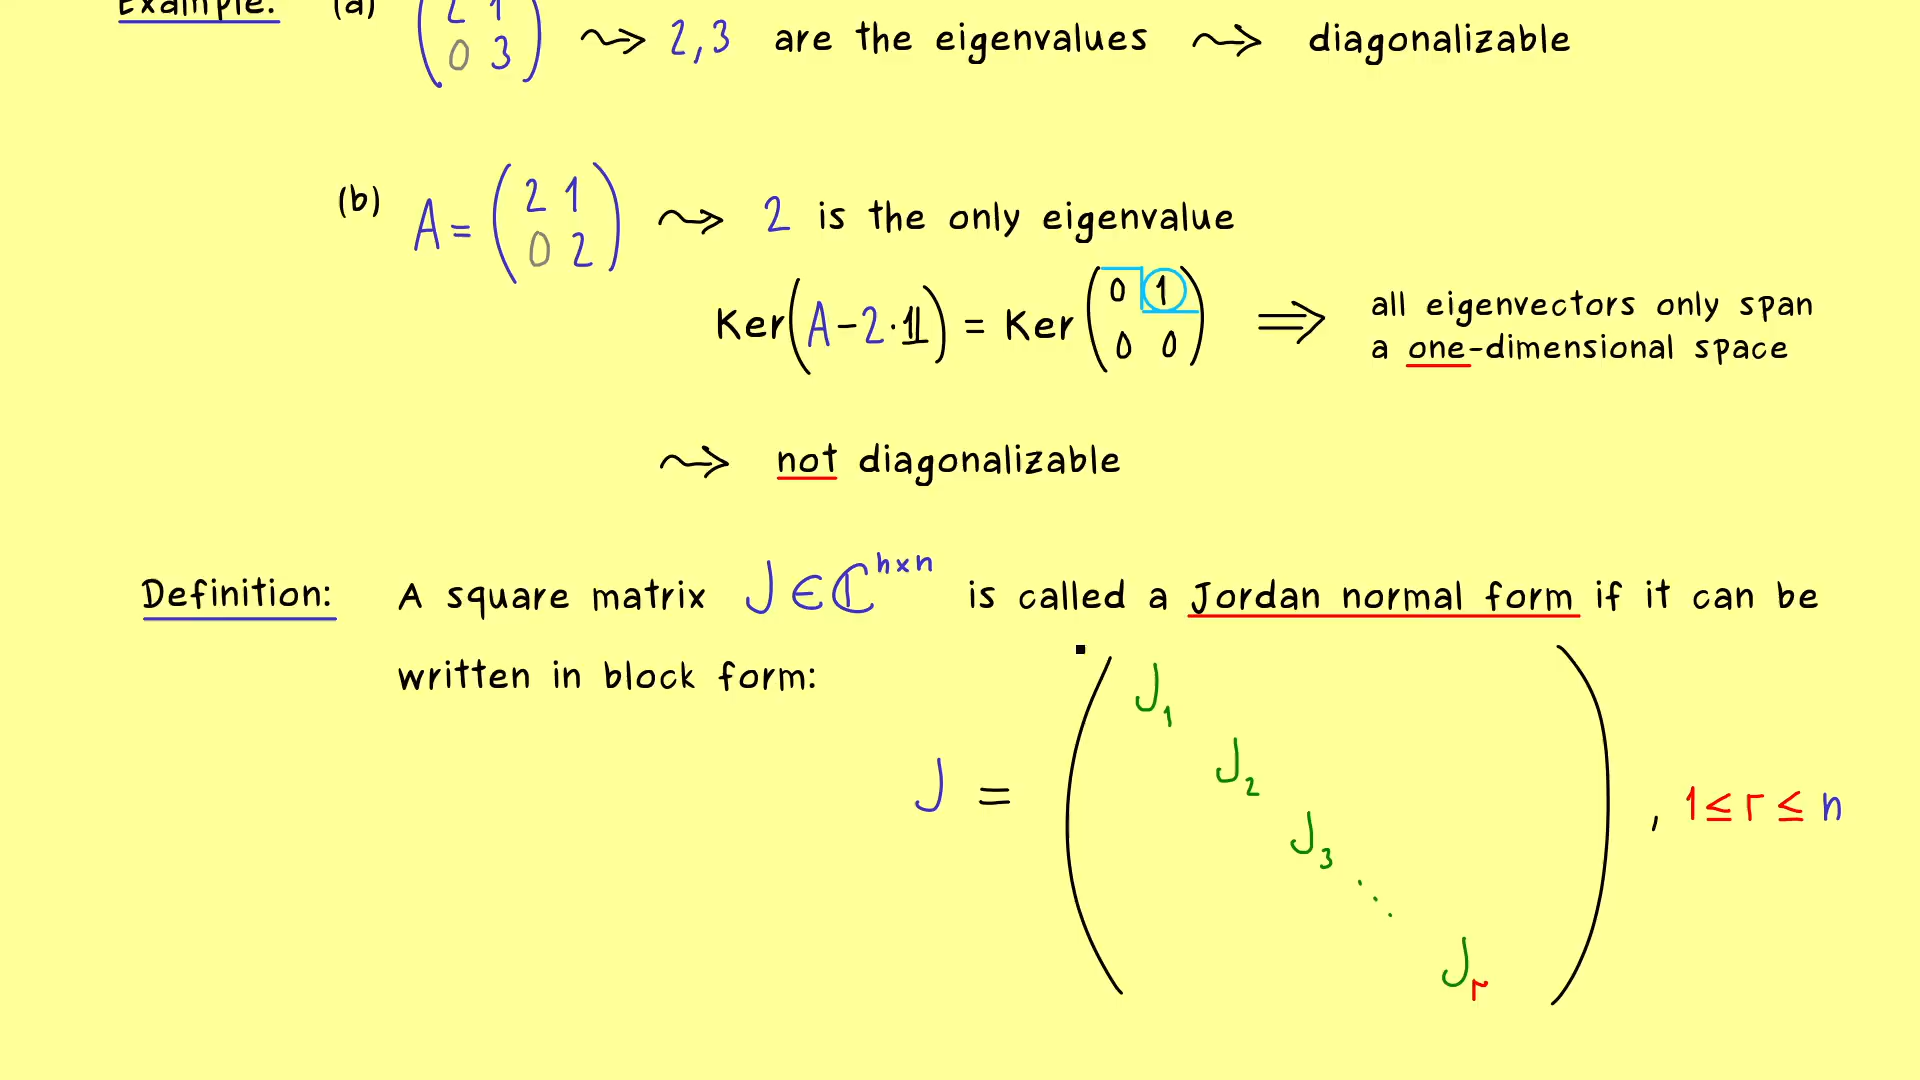 Example: (a) (2 1 0 3) ⤳ 2,3 are the eigenvalues ⤳ diagonalizable
(b) A = (2 1 0 2) ⤳ 2 is the only eigenvalue
Ker(A-2·𝟙) = Ker(0 1 0 0) ⟹ all eigenvectors only span
a one-dimensional space
⤳ not diagonalizable
Definition: A square matrix J ∈ ℂ^{n×n} is called a Jordan normal form if it can be
written in block form:
J = (J₁ J₂ J₃ ⋱ J_r) , 1 ≤ r ≤ n